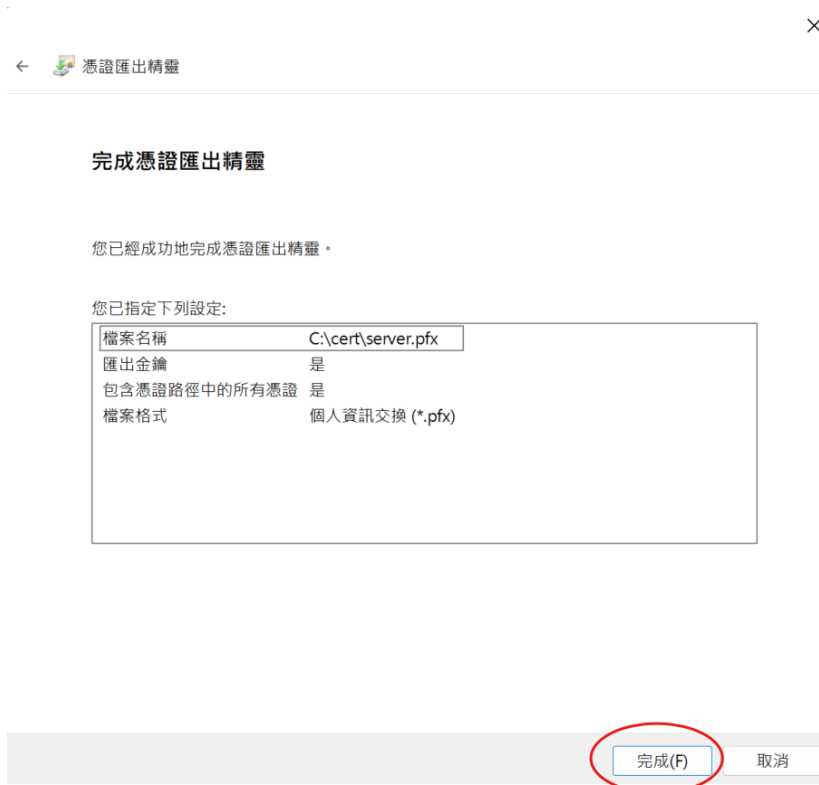 憑證匯出精靈
完成憑證匯出精靈
您已經成功地完成憑證匯出精靈。
您已指定下列設定:
檔案名稱 C:\cert\server.pfx
匯出金鑰 是
包含憑證路徑中的所有憑證 是
檔案格式 個人資訊交換 (*.pfx)
完成(F) 取消